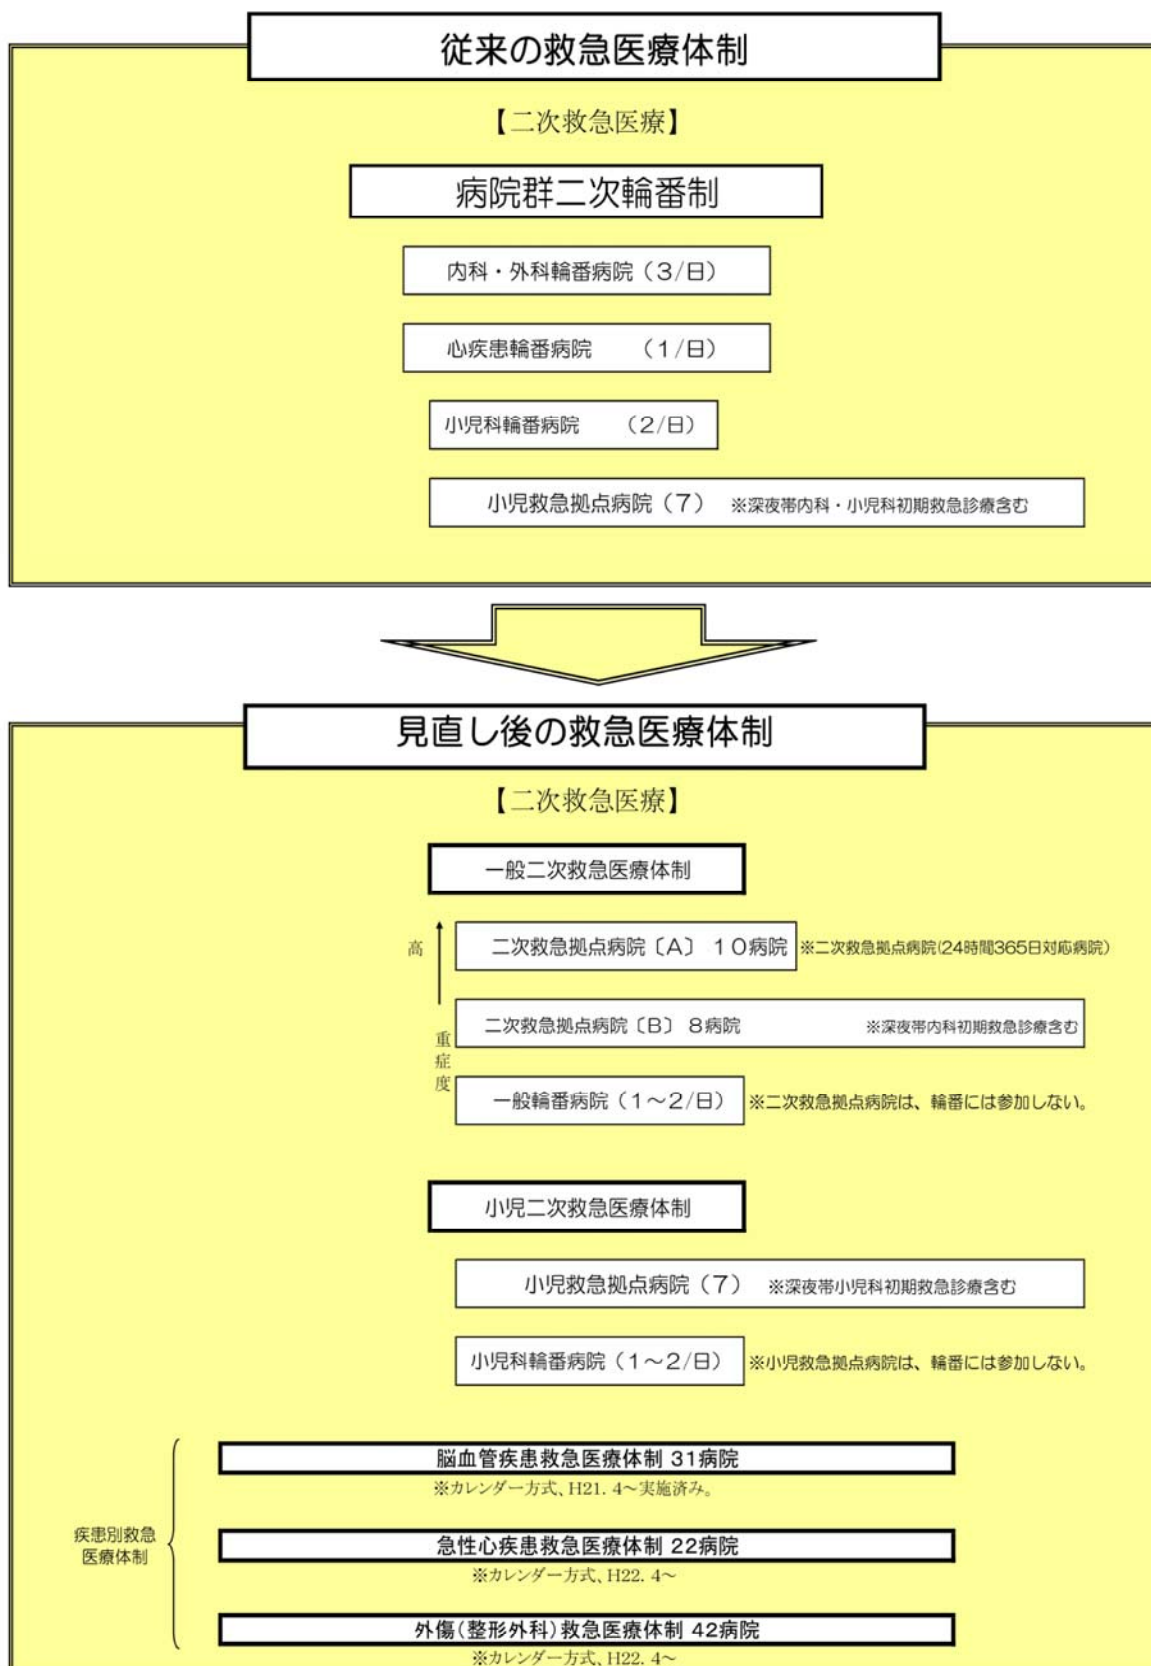 従来の救急医療体制
【二次救急医療】
病院群二次輪番制
内科・外科輪番病院（３/日）
心疾患輪番病院　　（１/日）
小児科輪番病院　　（２/日）
小児救急拠点病院（７）　※深夜帯内科・小児科初期救急診療含む
見直し後の救急医療体制
【二次救急医療】
一般二次救急医療体制
高
重症度
二次救急拠点病院〔A〕　１０病院 ※二次救急拠点病院(24時間365日対応病院)
二次救急拠点病院〔B〕８病院　　　※深夜帯内科初期救急診療含む
一般輪番病院（１～２/日） ※二次救急拠点病院は、輪番には参加しない。
小児二次救急医療体制
小児救急拠点病院（７）　※深夜帯小児科初期救急診療含む
小児科輪番病院（１～２/日） ※小児救急拠点病院は、輪番には参加しない。
疾患別救急
医療体制
脳血管疾患救急医療体制 31病院
※カレンダー方式、H21. 4～実施済み。
急性心疾患救急医療体制 22病院
※カレンダー方式、H22. 4～
外傷(整形外科)救急医療体制 42病院
※カレンダー方式、H22. 4～